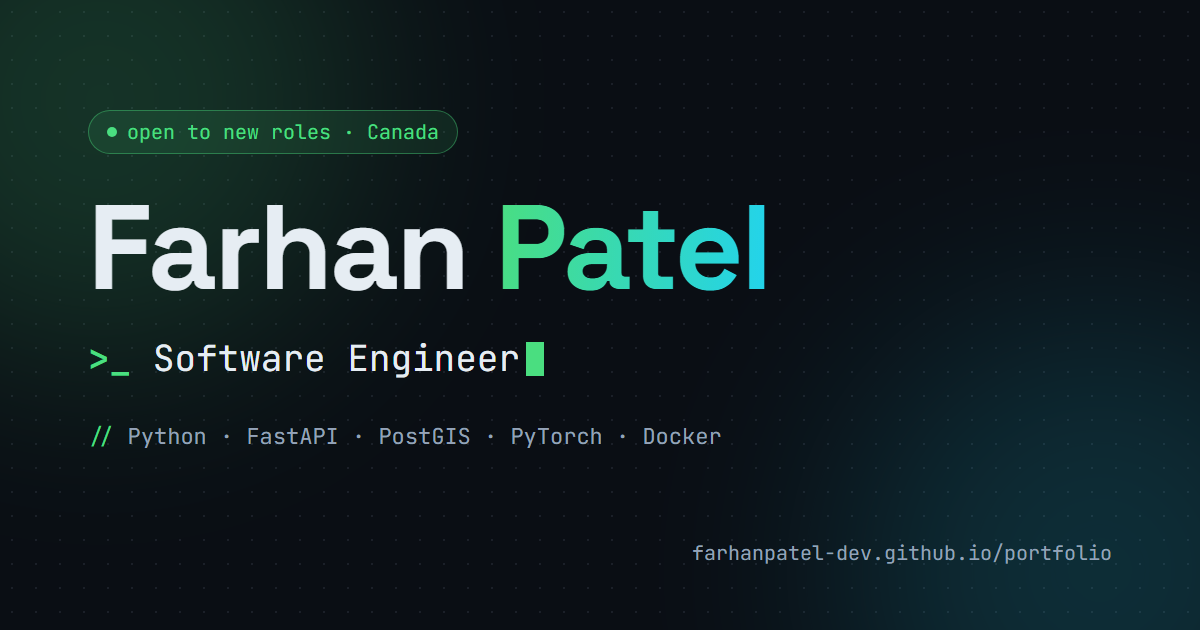 open to new roles · Canada
Farhan Patel
>_ Software Engineer
// Python · FastAPI · PostGIS · PyTorch · Docker
farhanpatel-dev.github.io/portfolio